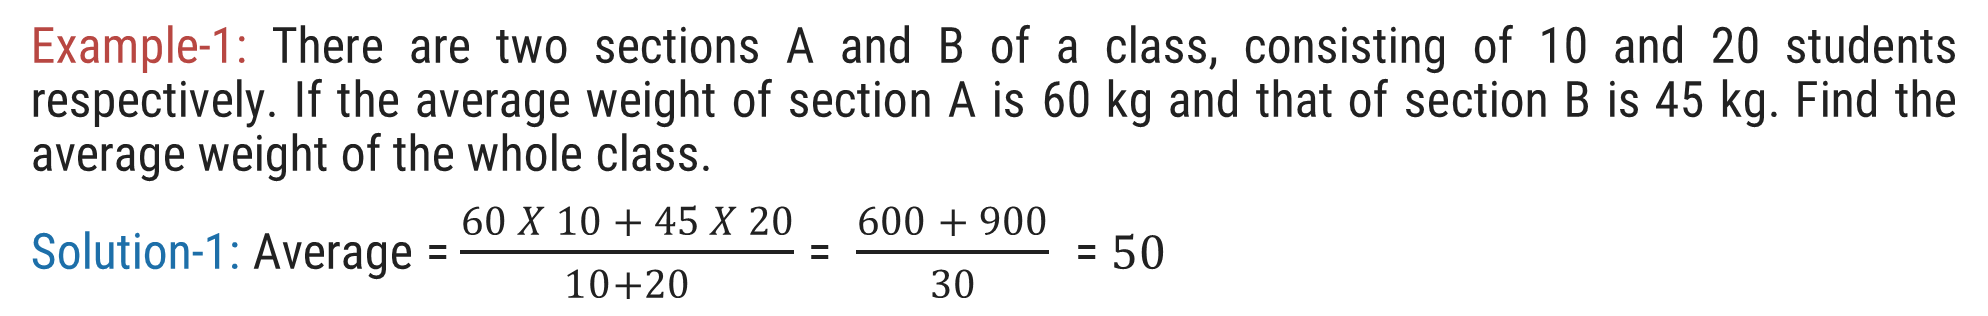 Example-1: There are two sections A and B of a class, consisting of 10 and 20 students
respectively. If the average weight of section A is 60 kg and that of section B is 45 kg. Find the
average weight of the whole class.
Solution-1: Average = (60 X 10 + 45 X 20)/(10+20) = (600 + 900)/30 = 50